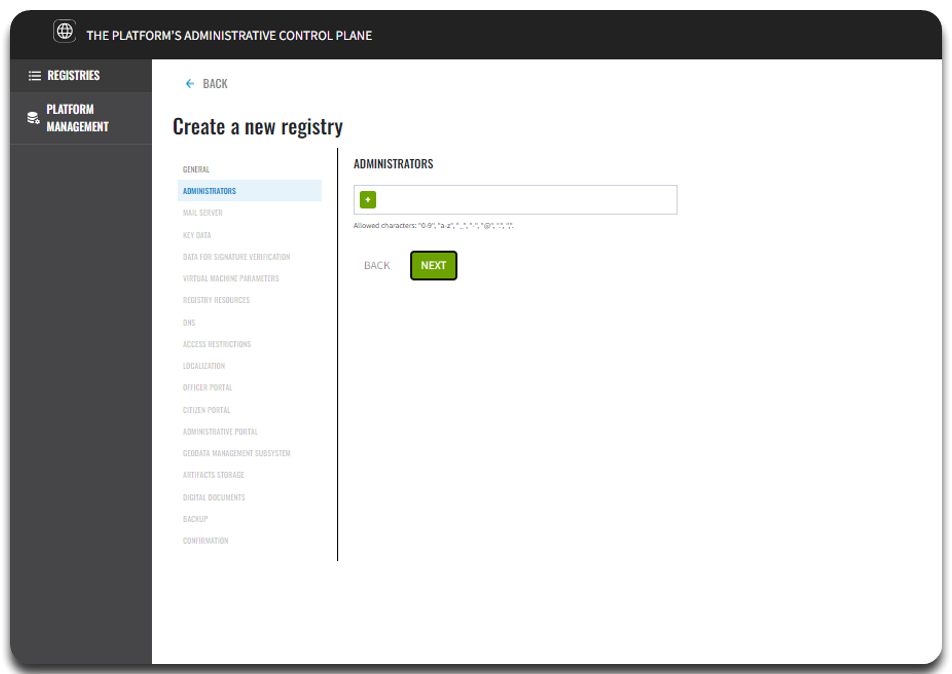 THE PLATFORM'S ADMINISTRATIVE CONTROL PLANE
REGISTRIES
PLATFORM
MANAGEMENT
BACK
Create a new registry
GENERAL
ADMINISTRATORS
MAIL SERVER
KEY DATA
DATA FOR SIGNATURE VERIFICATION
VIRTUAL MACHINE PARAMETERS
REGISTRY RESOURCES
DNS
ACCESS RESTRICTIONS
LOCALIZATION
OFFICER PORTAL
CITIZEN PORTAL
ADMINISTRATIVE PORTAL
GEODATA MANAGEMENT SUBSYSTEM
ARTIFACTS STORAGE
DIGITAL DOCUMENTS
BACKUP
CONFIRMATION
ADMINISTRATORS
+
Allowed characters: "0-9", "a-z", "_", "-", "@", ".", ",".
BACK
NEXT